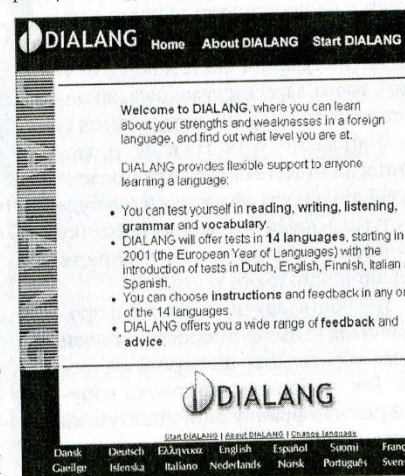 DIALANG Home About DIALANG Start DIALANG
Welcome to DIALANG, where you can learn
about your strengths and weaknesses in a foreign
language, and find out what level you are at.
DIALANG provides flexible support to anyone
learning a language:
• You can test yourself in reading, writing, listening,
grammar and vocabulary.
• DIALANG will offer tests in 14 languages, starting in
2001 (the European Year of Languages) with the
introduction of tests in Dutch, English, Finnish, Italian
Spanish.
• You can choose instructions and feedback in any
of the 14 languages.
• DIALANG offers you a wide range of feedback and
advice.
DIALANG
Start DIALANG | About DIALANG | Change language
Dansk Deutsch Ελληνικα English Español Suomi
Gaeilge Islenska Italiano Nederlands Norsk Português